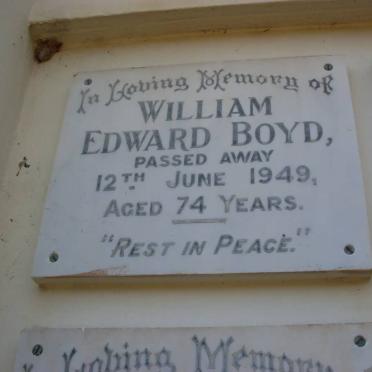 In Loving Memory of
WILLIAM
EDWARD BOYD,
PASSED AWAY
12TH JUNE 1949,
AGED 74 YEARS.
"REST IN PEACE."
In Loving Memory